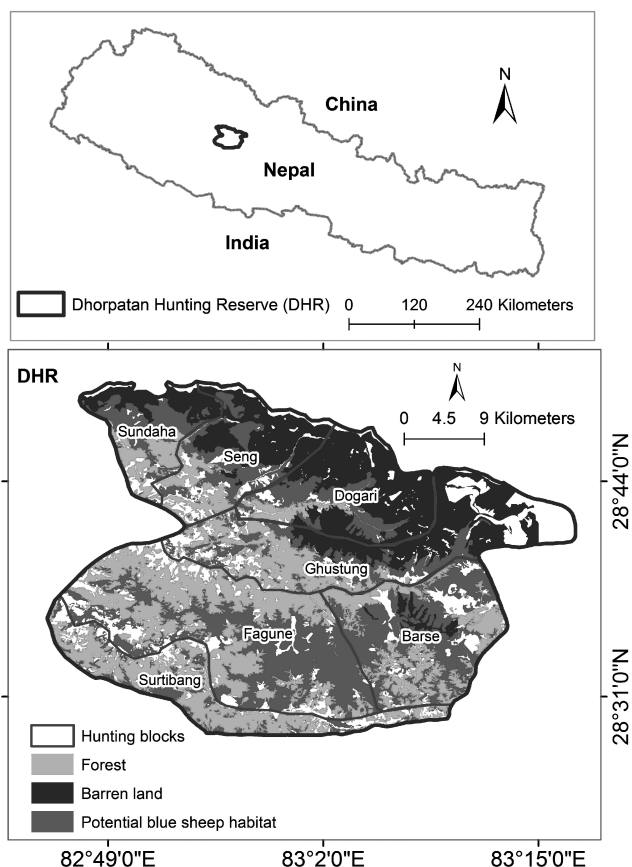 N
China
Nepal
India
Dhorpatan Hunting Reserve (DHR)
0 120 240 Kilometers
DHR
N
0 4.5 9 Kilometers
Sundaha
Seng
Dogari
28°44'0"N
Ghustung
Fagune
Barse
Surtibang
28°31'0"N
Hunting blocks
Forest
Barren land
Potential blue sheep habitat
82°49'0"E 83°2'0"E 83°15'0"E